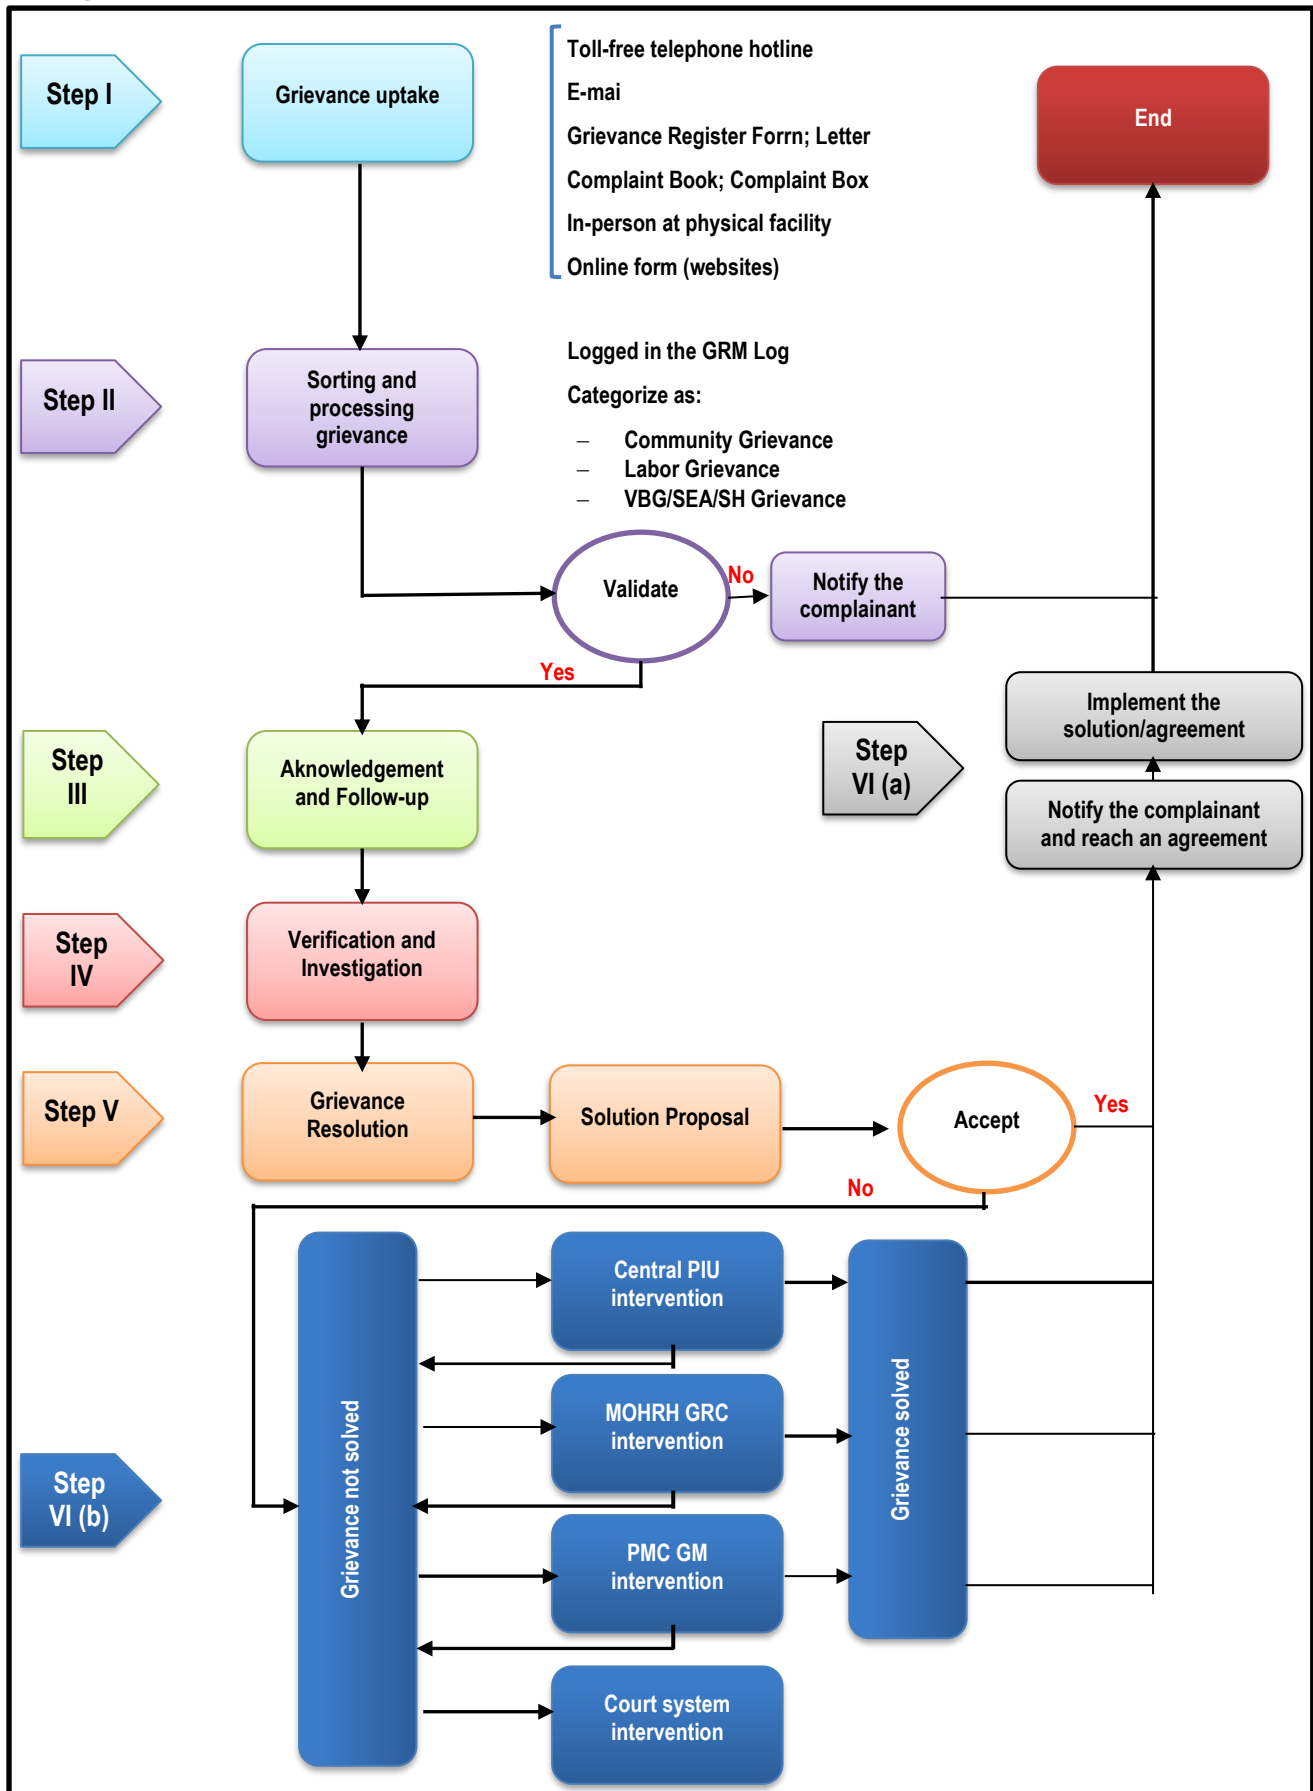 Step I
Grievance uptake
Toll-free telephone hotline
E-mai
Grievance Register Forrn; Letter
Complaint Book; Complaint Box
In-person at physical facility
Online form (websites)
End
Step II
Sorting and
processing
grievance
Logged in the GRM Log
Categorize as:
– Community Grievance
– Labor Grievance
– VBG/SEA/SH Grievance
Validate
No
Notify the
complainant
Yes
Step
III
Aknowledgement
and Follow-up
Step
VI (a)
Implement the
solution/agreement
Notify the complainant
and reach an agreement
Step
IV
Verification and
Investigation
Step V
Grievance
Resolution
Solution Proposal
Accept
Yes
No
Step
VI (b)
Grievance not solved
Central PIU
intervention
MOHRH GRC
intervention
PMC GM
intervention
Court system
intervention
Grievance solved